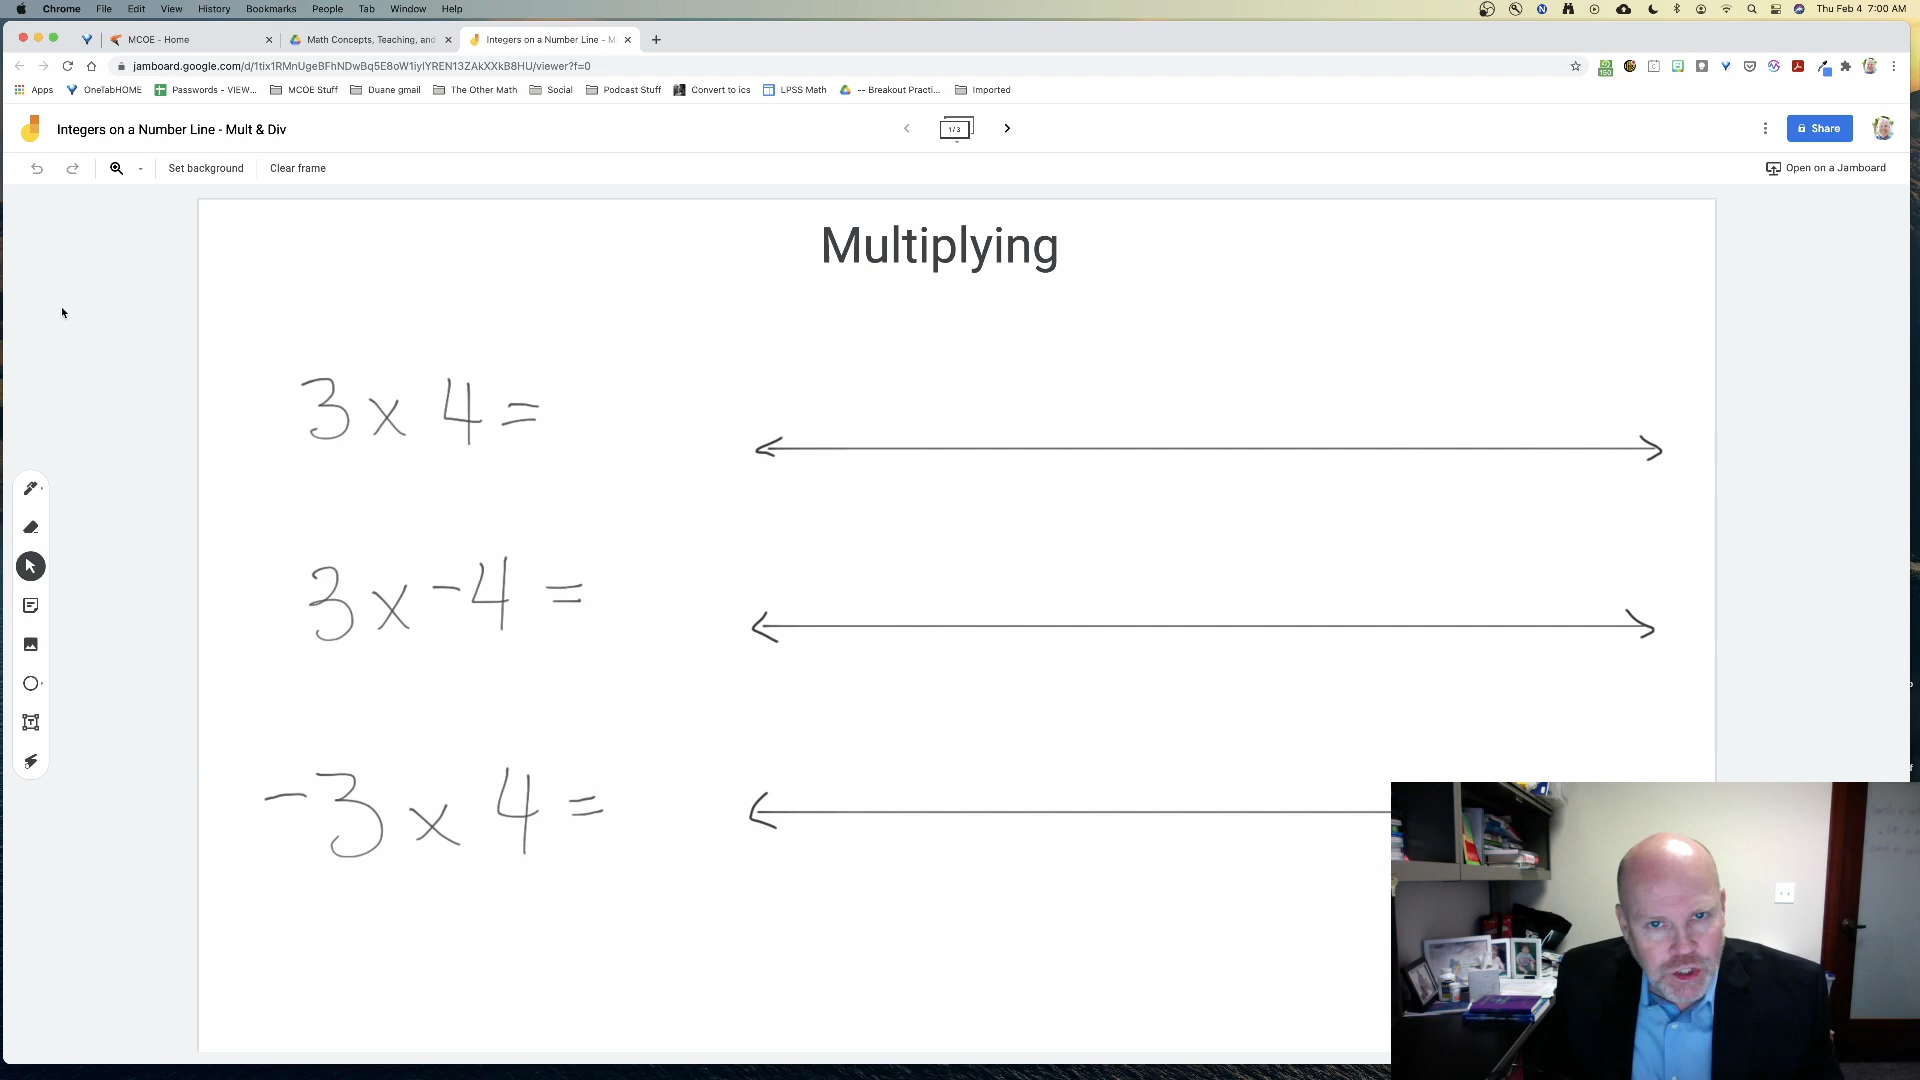 Chrome File Edit View History Bookmarks People Tab Window Help Thu Feb 4 7:00 AM
MCOE - Home Math Concepts, Teaching, and Integers on a Number Line - M
jamboard.google.com/d/1tix1RMnUgeBFhNDwBq5E8oW1iyIYREN13ZAkXXkB8HU/viewer?f=0
Apps OneTabHOME Passwords - VIEW... MCOE Stuff Duane gmail The Other Math Social Podcast Stuff Convert to ics LPSS Math -- Breakout Practi... Imported
Integers on a Number Line - Mult & Div 1/3 Share
Set background Clear frame Open on a Jamboard
Multiplying
3 x 4 =
3 x -4 =
-3 x 4 =